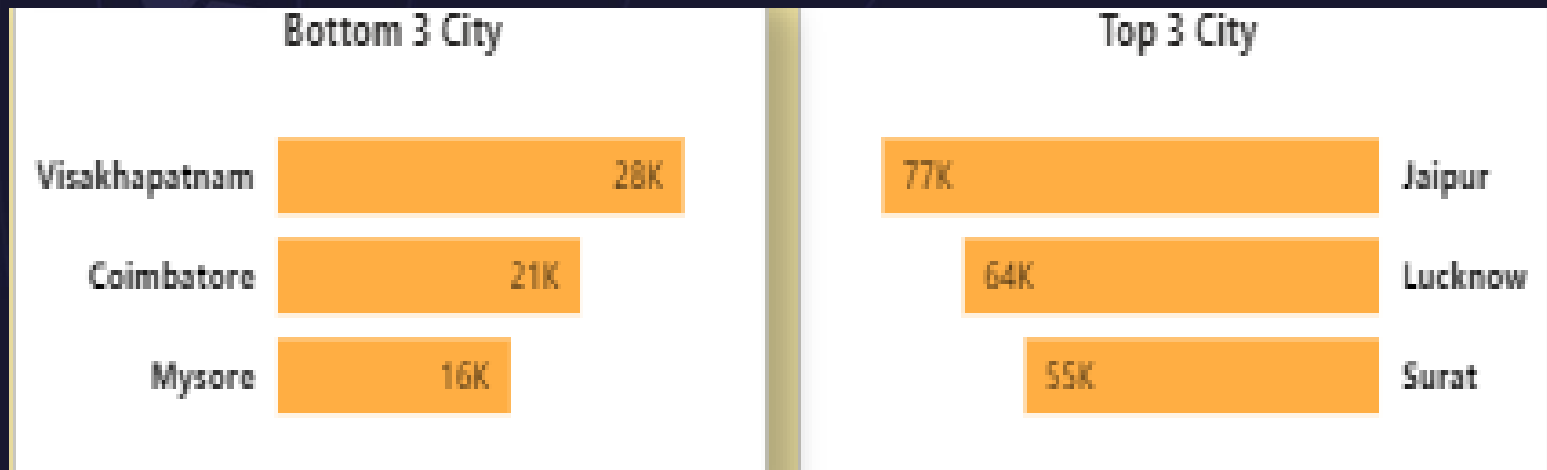 Bottom 3 City
Visakhapatnam 28K
Coimbatore 21K
Mysore 16K
Top 3 City
77K Jaipur
64K Lucknow
55K Surat